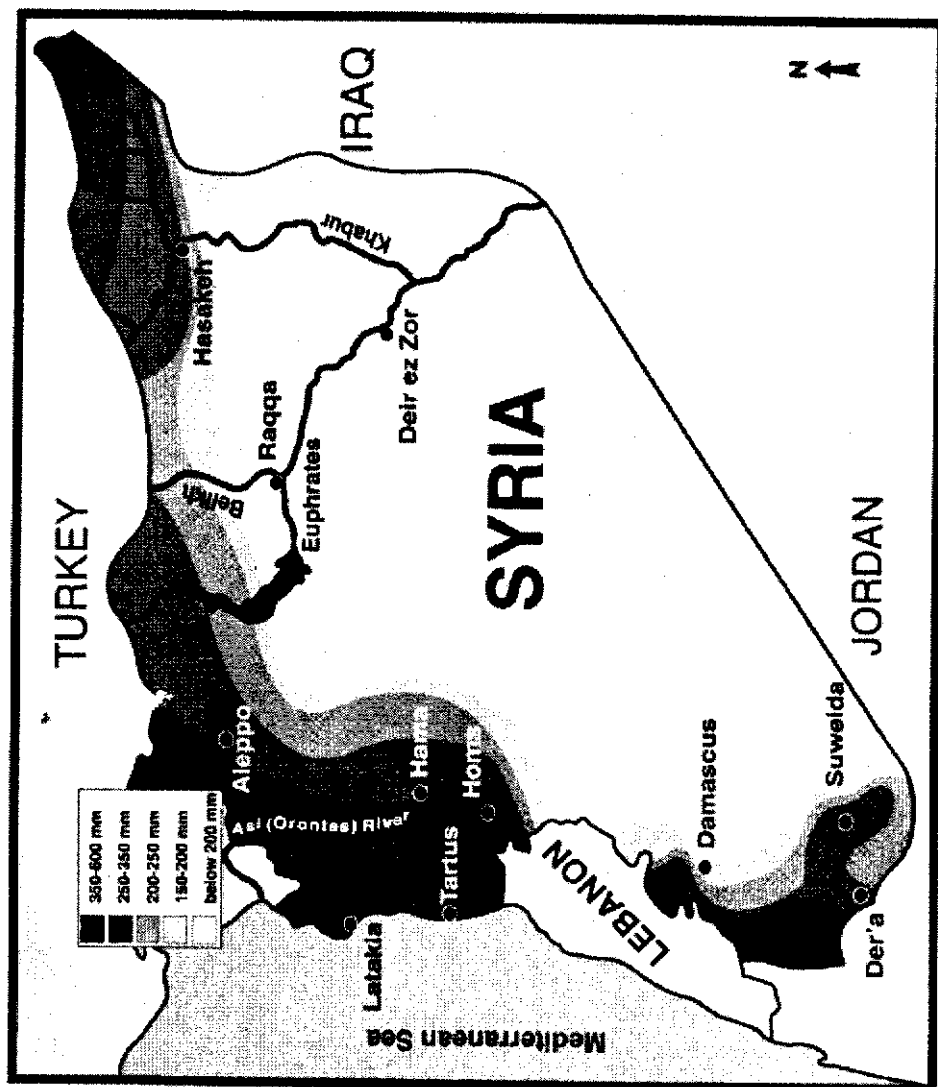 TURKEY
IRAQ
N
350-600 mm
250-350 mm
200-250 mm
150-200 mm
below 200 mm
Aleppo
Asi (Orontes) River
Hama
Homs
Latakia
Tartus
Mediterranean Sea
LEBANON
Damascus
Suweida
Der'a
JORDAN
SYRIA
Euphrates
Raqqa
Belikh
Deir ez Zor
Khabur
Hasakeh